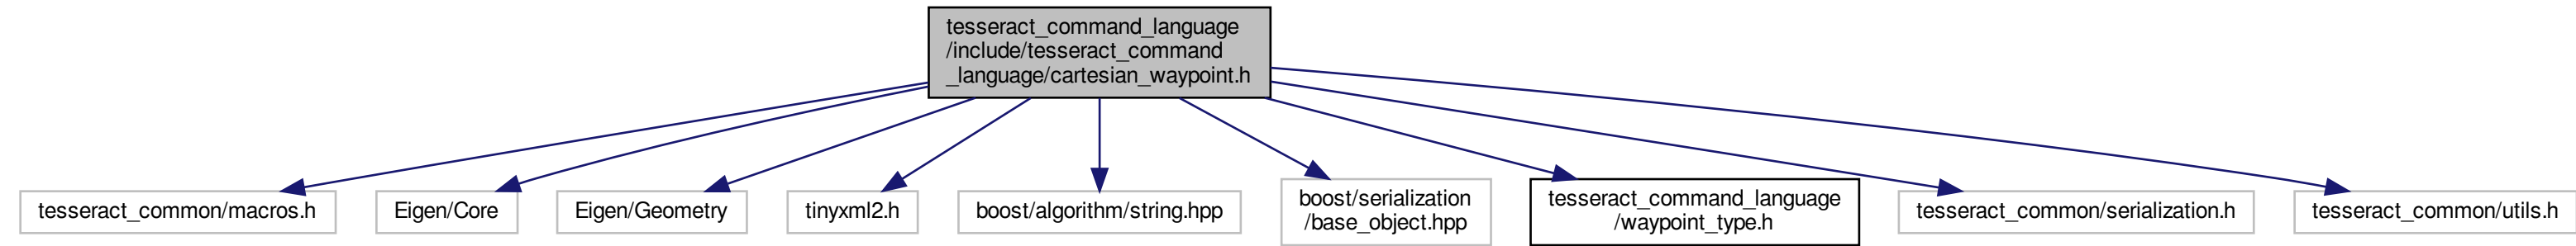 tesseract_command_language
/include/tesseract_command
_language/cartesian_waypoint.h
tesseract_common/macros.h
Eigen/Core
Eigen/Geometry
tinyxml2.h
boost/algorithm/string.hpp
boost/serialization
/base_object.hpp
tesseract_command_language
/waypoint_type.h
tesseract_common/serialization.h
tesseract_common/utils.h